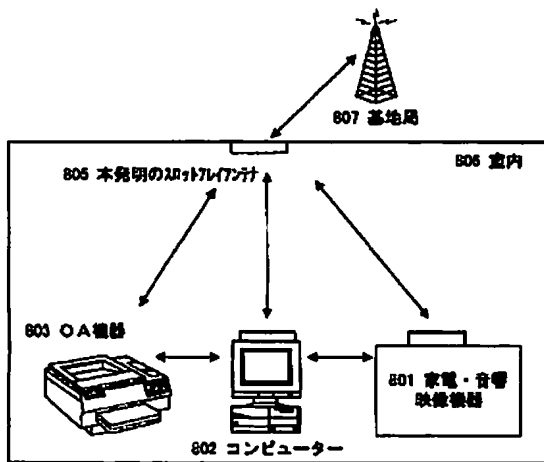 807 基地局
805 本発明のスロットアレイアンテナ
806 室内
803 OA機器
801 家電・音響
映像機器
802 コンピューター